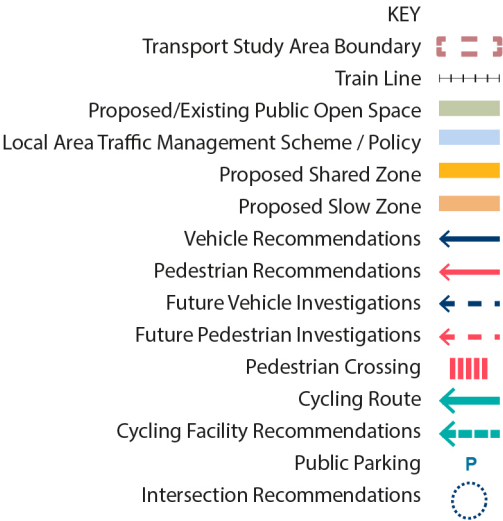 KEY
Transport Study Area Boundary
Train Line
Proposed/Existing Public Open Space
Local Area Traffic Management Scheme / Policy
Proposed Shared Zone
Proposed Slow Zone
Vehicle Recommendations
Pedestrian Recommendations
Future Vehicle Investigations
Future Pedestrian Investigations
Pedestrian Crossing
Cycling Route
Cycling Facility Recommendations
Public Parking P
Intersection Recommendations